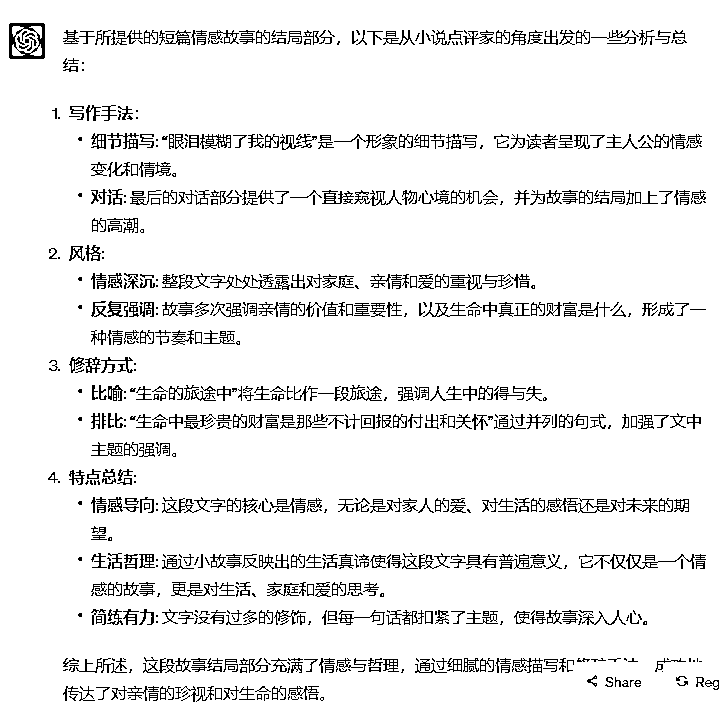 基于所提供的短篇情感故事的结局部分，以下是从小说点评家的角度出发的一些分析与总
结：
1. 写作手法：
• 细节描写: “眼泪模糊了我的视线”是一个形象的细节描写，它为读者呈现了主人公的情感
变化和情境。
• 对话: 最后的对话部分提供了一个直接窥视人物心境的机会，并为故事的结局加上了情感
的高潮。
2. 风格:
• 情感深沉: 整段文字处处透露出对家庭、亲情和爱的重视与珍惜。
• 反复强调: 故事多次强调亲情的价值和重要性，以及生命中真正的财富是什么，形成了一
种情感的节奏和主题。
3. 修辞方式:
• 比喻: “生命的旅途中”将生命比作一段旅途，强调人生中的得与失。
• 排比: “生命中最珍贵的财富是那些不计回报的付出和关怀”通过并列的句式，加强了文中
主题的强调。
4. 特点总结:
• 情感导向: 这段文字的核心是情感，无论是对家人的爱、对生活的感悟还是对未来的期
望。
• 生活哲理: 通过小故事反映出的生活真谛使得这段文字具有普遍意义，它不仅仅是一个情
感的故事，更是对生活、家庭和爱的思考。
• 简练有力: 文字没有过多的修饰，但每一句话都扣紧了主题，使得故事深入人心。
综上所述，这段故事结局部分充满了情感与哲理，通过细腻的情感描写和
传达了对亲情的珍视和对生命的感悟。
Share
Reg